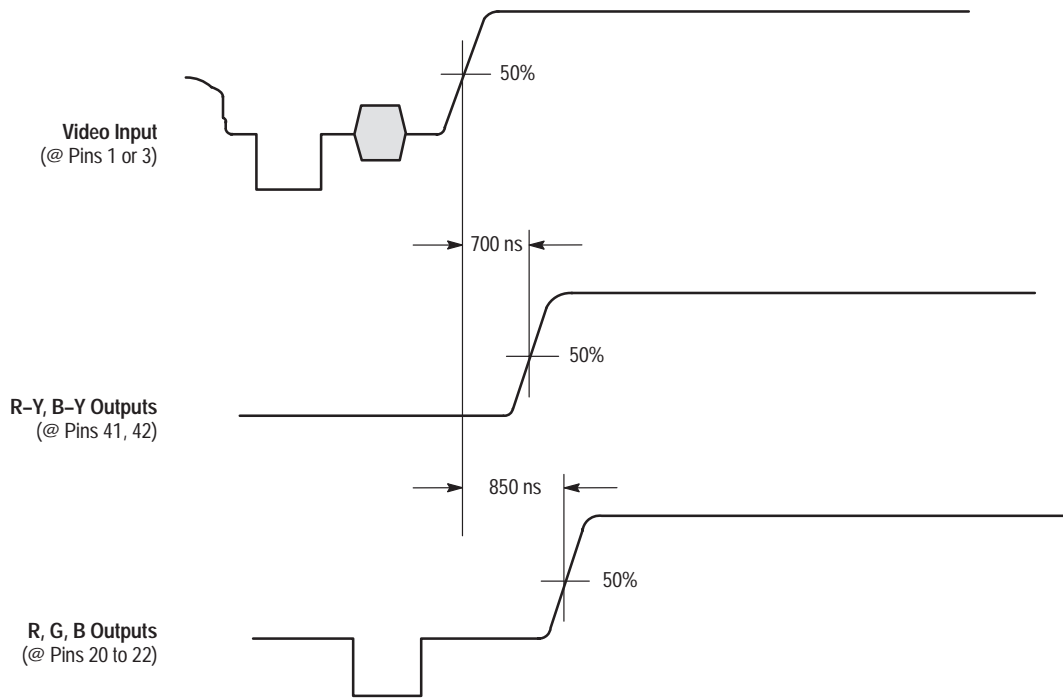 50%
Video Input
(@ Pins 1 or 3)
700 ns
50%
R–Y, B–Y Outputs
(@ Pins 41, 42)
850 ns
50%
R, G, B Outputs
(@ Pins 20 to 22)